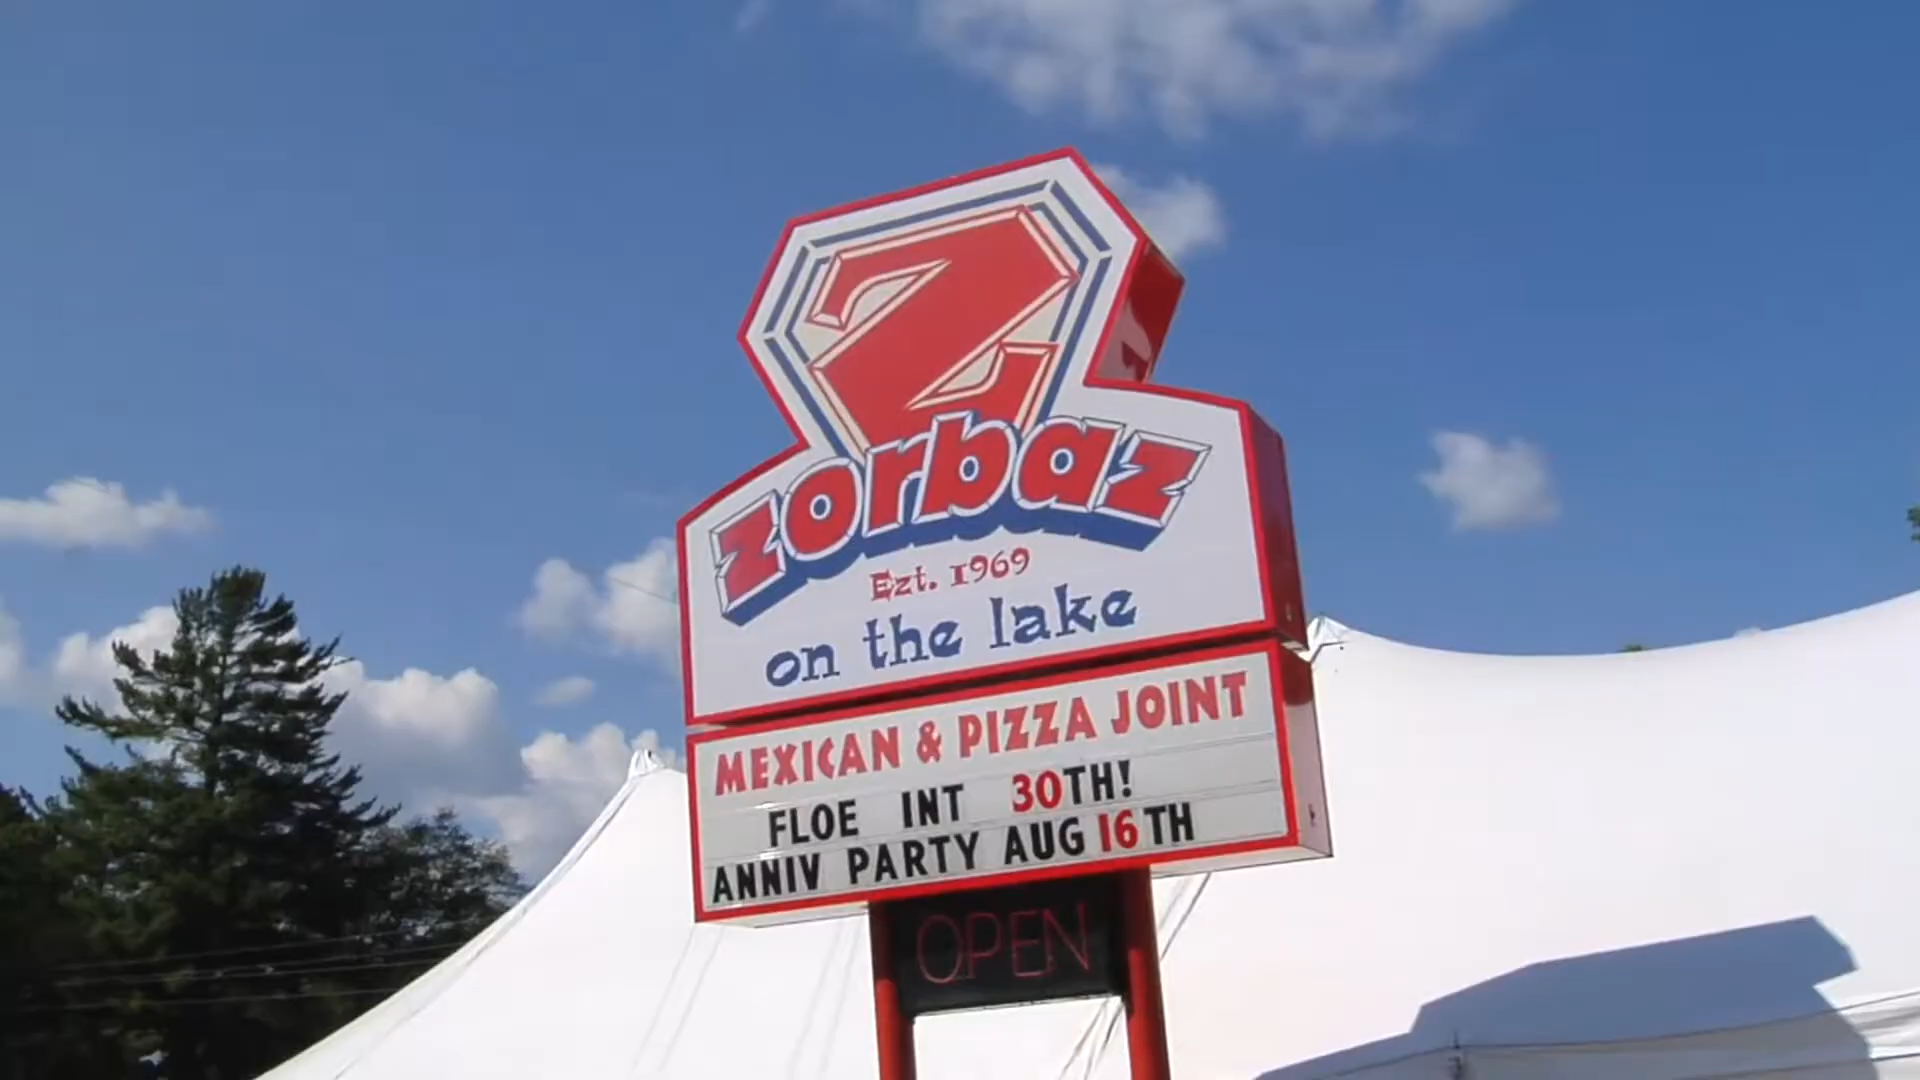 Z
zorbaz
Ezt. 1969
on the lake
MEXICAN & PIZZA JOINT
FLOE INT 30TH!
ANNIV PARTY AUG 16TH
OPEN